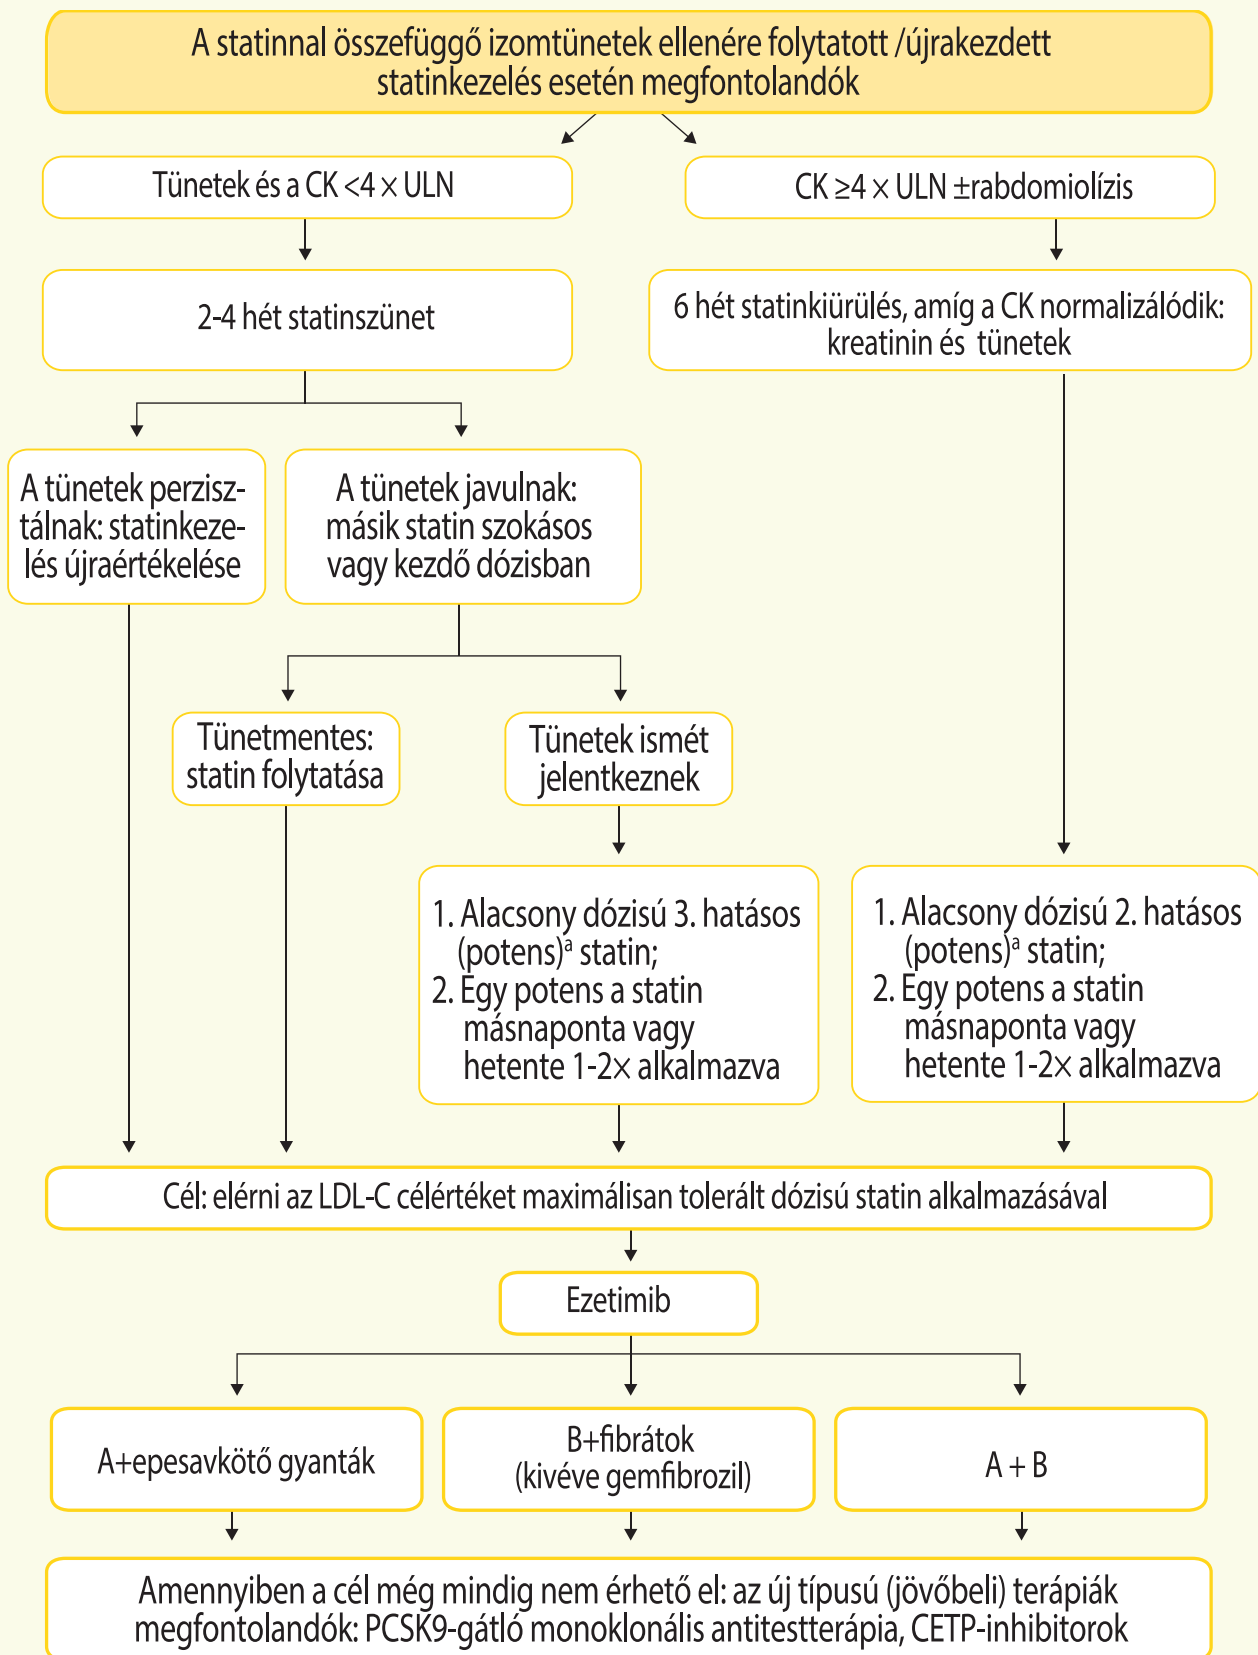 A statinnal összefüggő izomtünetek ellenére folytatott /újrakezdett
statinkezelés esetén megfontolandók
Tünetek és a CK <4 × ULN
CK ≥4 × ULN ±rabdomiolízis
2-4 hét statinszünet
6 hét statinkiürülés, amíg a CK normalizálódik:
kreatinin és tünetek
A tünetek perzisz-
tálnak: statinkeze-
lés újraértékelése
A tünetek javulnak:
másik statin szokásos
vagy kezdő dózisban
Tünetmentes:
statin folytatása
Tünetek ismét
jelentkeznek
1. Alacsony dózisú 3. hatásos
(potens)ª statin;
2. Egy potens a statin
másnaponta vagy
hetente 1-2× alkalmazva
1. Alacsony dózisú 2. hatásos
(potens)ª statin;
2. Egy potens a statin
másnaponta vagy
hetente 1-2× alkalmazva
Cél: elérni az LDL-C célértéket maximálisan tolerált dózisú statin alkalmazásával
Ezetimib
A+epesavkötő gyanták
B+fibrátok
(kivéve gemfibrozil)
A + B
Amennyiben a cél még mindig nem érhető el: az új típusú (jövőbeli) terápiák
megfontolandók: PCSK9-gátló monoklonális antitestterápia, CETP-inhibitorok